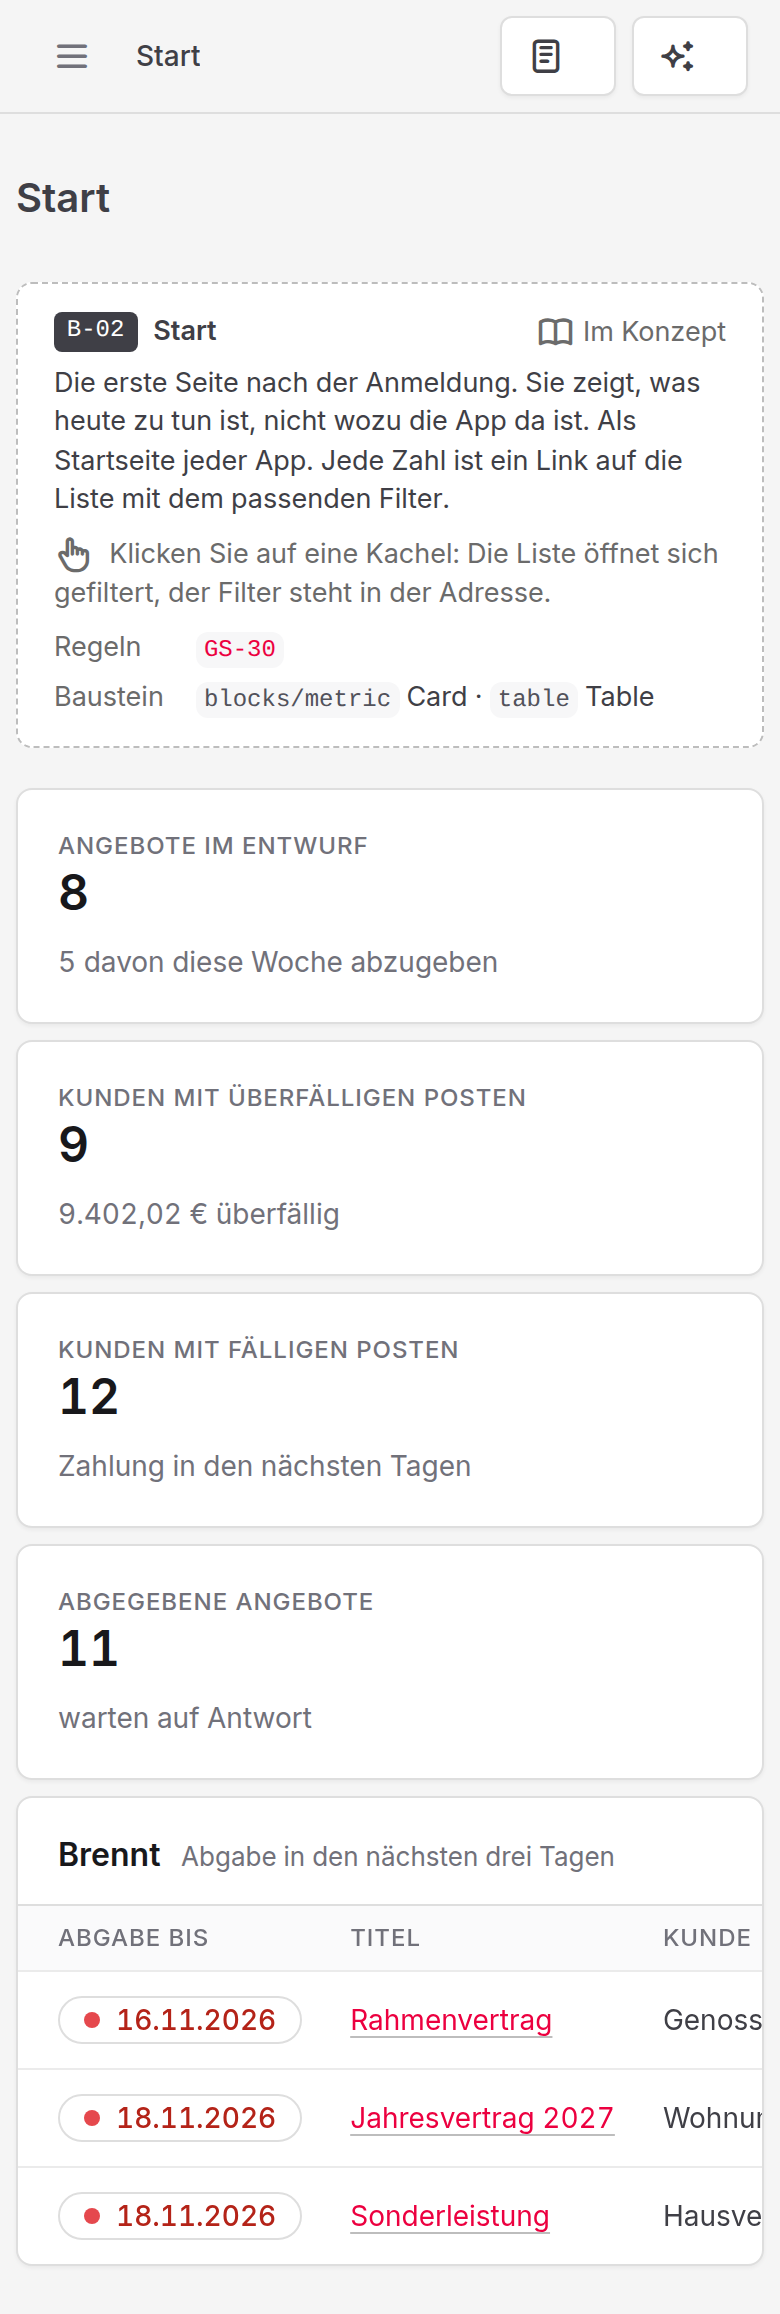 Start
Start
B-02 Start Im Konzept
Die erste Seite nach der Anmeldung. Sie zeigt, was
heute zu tun ist, nicht wozu die App da ist. Als
Startseite jeder App. Jede Zahl ist ein Link auf die
Liste mit dem passenden Filter.
Klicken Sie auf eine Kachel: Die Liste öffnet sich
gefiltert, der Filter steht in der Adresse.
Regeln GS-30
Baustein blocks/metric Card · table Table
ANGEBOTE IM ENTWURF
8
5 davon diese Woche abzugeben
KUNDEN MIT ÜBERFÄLLIGEN POSTEN
9
9.402,02 € überfällig
KUNDEN MIT FÄLLIGEN POSTEN
12
Zahlung in den nächsten Tagen
ABGEGEBENE ANGEBOTE
11
warten auf Antwort
Brennt Abgabe in den nächsten drei Tagen
ABGABE BIS TITEL KUNDE
16.11.2026 Rahmenvertrag Genoss
18.11.2026 Jahresvertrag 2027 Wohnun
18.11.2026 Sonderleistung Hausve